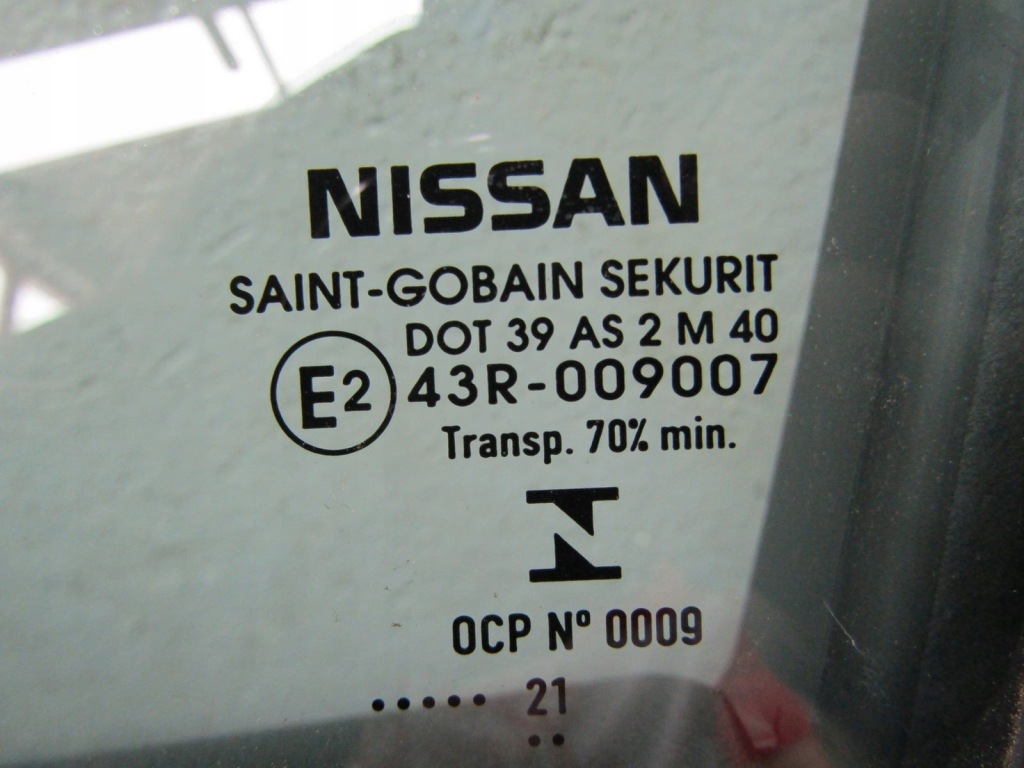 NISSAN
SAINT-GOBAIN SEKURIT
DOT 39 AS 2 M 40
E2 43R-009007
Transp. 70% min.
OCP Nº 0009
..... 21
..